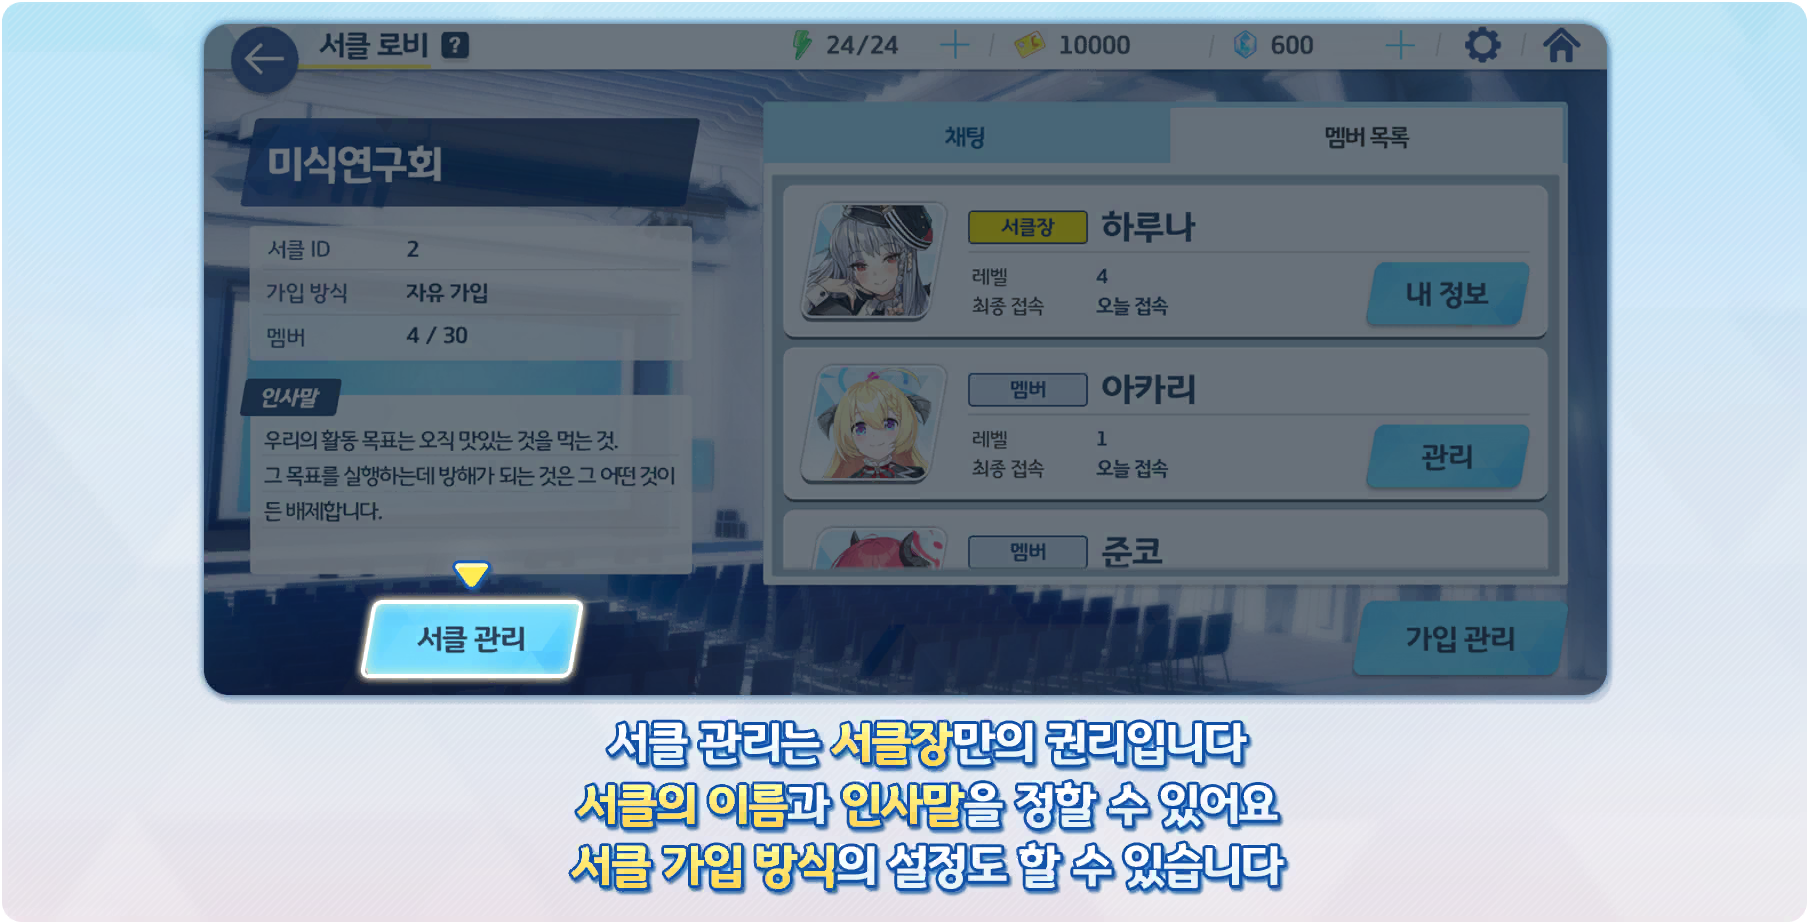 서클 로비 ?
24/24
10000
600
미식연구회
서클 ID 2
가입 방식 자유 가입
멤버 4 / 30
인사말
우리의 활동 목표는 오직 맛있는 것을 먹는 것.
그 목표를 실행하는데 방해가 되는 것은 그 어떤 것이
든 배제합니다.
서클 관리
채팅
멤버 목록
서클장 하루나
레벨 4
최종 접속 오늘 접속
내 정보
멤버 아카리
레벨 1
최종 접속 오늘 접속
관리
멤버 준코
가입 관리
서클 관리는 서클장만의 권리입니다
서클의 이름과 인사말을 정할 수 있어요
서클 가입 방식의 설정도 할 수 있습니다